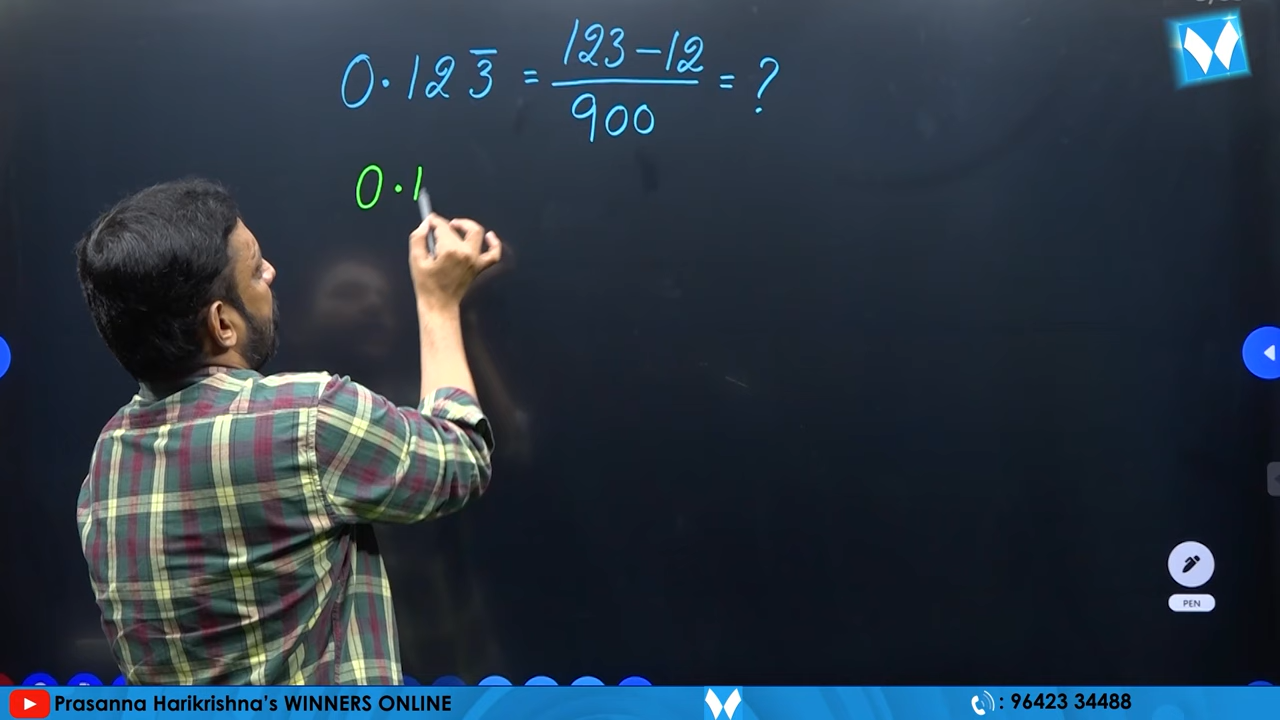 0.123̅ = 123-12/900 = ?
0.1
PEN
Prasanna Harikrishna's WINNERS ONLINE
: 96423 34488